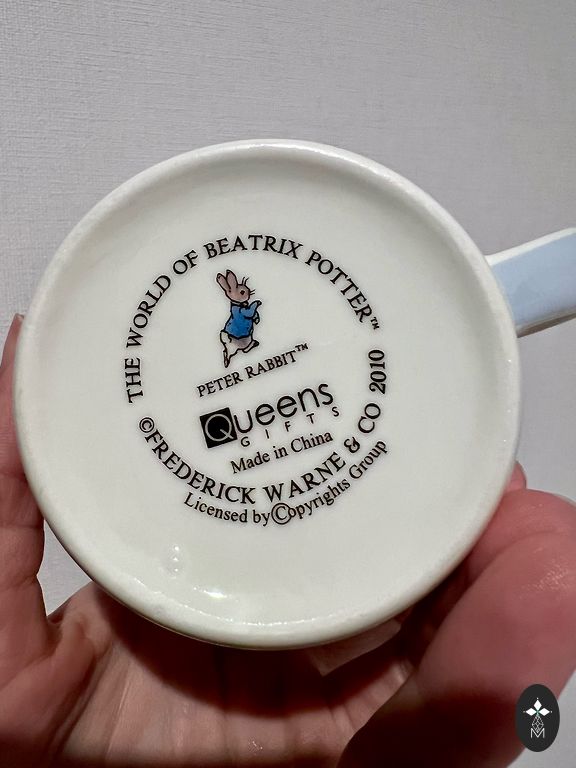 THE WORLD OF BEATRIX POTTER™
PETER RABBIT™
Queens
GIFTS
Made in China
©FREDERICK WARNE & CO 2010
Licensed by ©opyrights Group
M